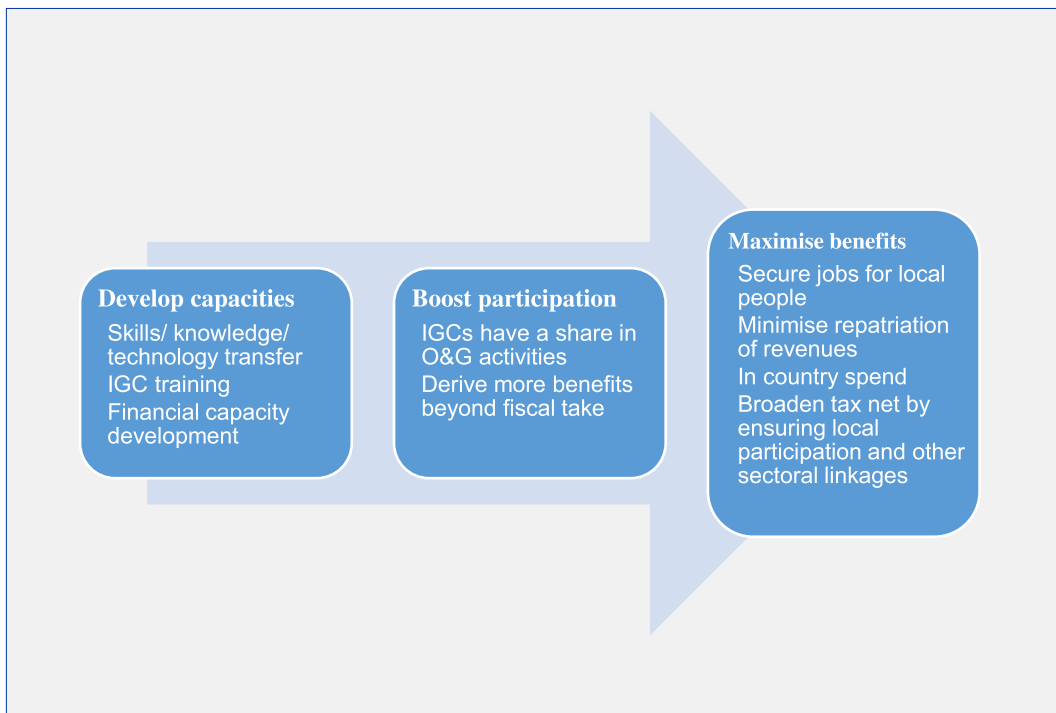 Develop capacities
Skills/ knowledge/
technology transfer
IGC training
Financial capacity
development
Boost participation
IGCs have a share in
O&G activities
Derive more benefits
beyond fiscal take
Maximise benefits
Secure jobs for local
people
Minimise repatriation
of revenues
In country spend
Broaden tax net by
ensuring local
participation and other
sectoral linkages